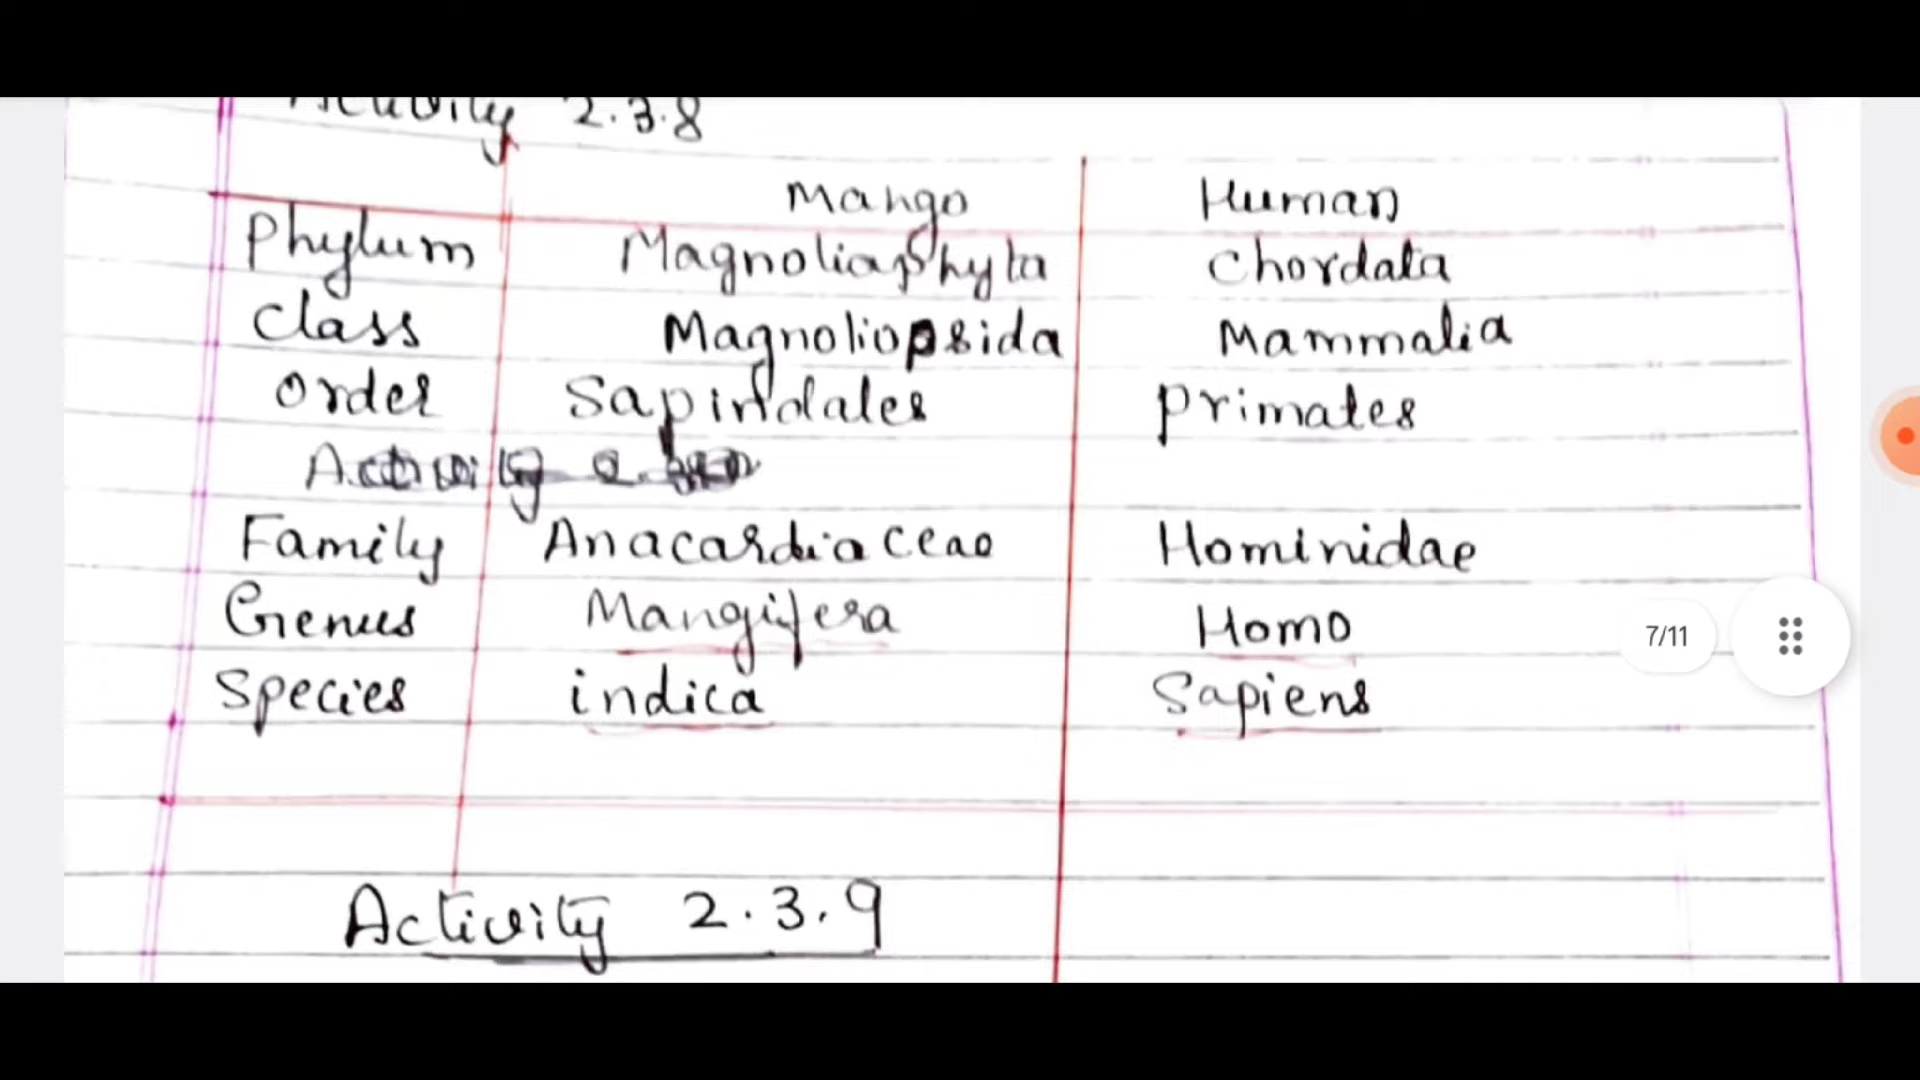 Activity 2.3.8
Mango Human
Phylum Magnoliaphyta Chordata
Class Magnoliopsida Mammalia
Order Sapindales Primates
Family Anacardiaceae Hominidae
Genus Mangifera Homo
Species indica Sapiens
7/11
Activity 2.3.9